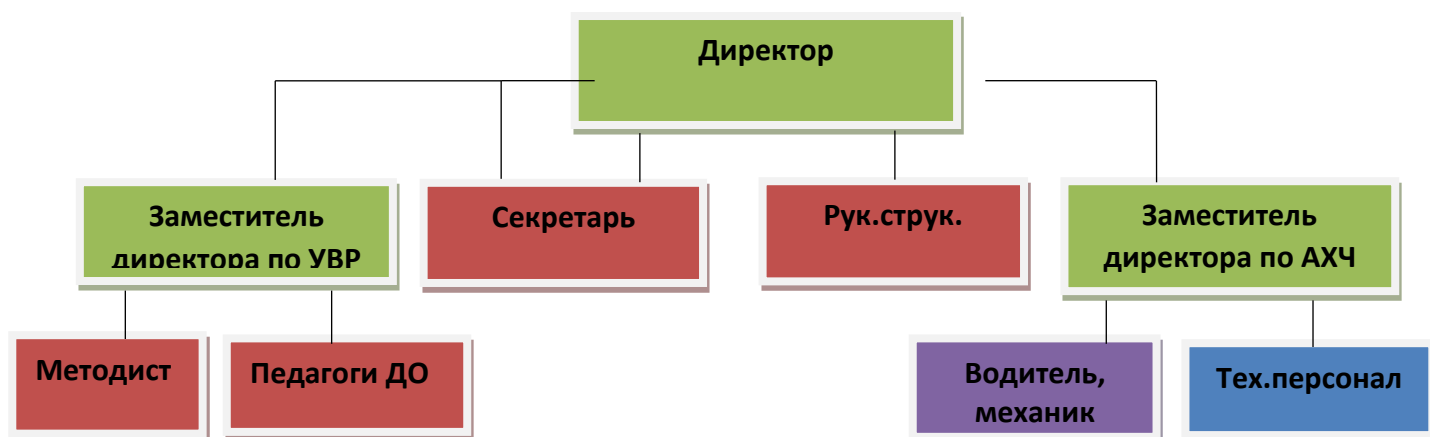 Директор
Заместитель
директора по УВР
Секретарь
Рук.струк.
Заместитель
директора по АХЧ
Методист
Педагоги ДО
Водитель,
механик
Тех.персонал